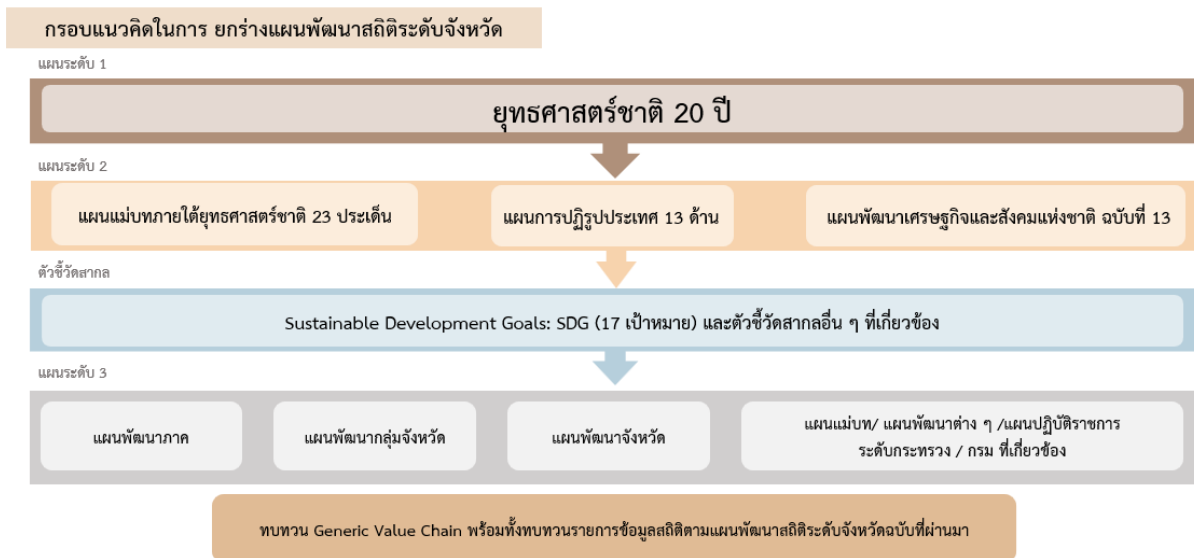 กรอบแนวคิดในการ ยกร่างแผนพัฒนาสถิติระดับจังหวัด
แผนระดับ 1
ยุทธศาสตร์ชาติ 20 ปี
แผนระดับ 2
แผนแม่บทภายใต้ยุทธศาสตร์ชาติ 23 ประเด็น
แผนการปฏิรูปประเทศ 13 ด้าน
แผนพัฒนาเศรษฐกิจและสังคมแห่งชาติ ฉบับที่ 13
ตัวชี้วัดสากล
Sustainable Development Goals: SDG (17 เป้าหมาย) และตัวชี้วัดสากลอื่น ๆ ที่เกี่ยวข้อง
แผนระดับ 3
แผนพัฒนาภาค
แผนพัฒนากลุ่มจังหวัด
แผนพัฒนาจังหวัด
แผนแม่บท/ แผนพัฒนาต่าง ๆ /แผนปฏิบัติราชการ
ระดับกระทรวง / กรม ที่เกี่ยวข้อง
ทบทวน Generic Value Chain พร้อมทั้งทบทวนรายการข้อมูลสถิติตามแผนพัฒนาสถิติระดับจังหวัดฉบับที่ผ่านมา